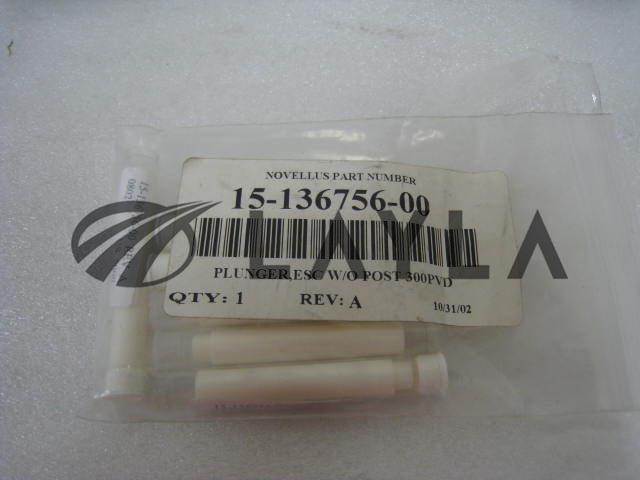 NOVELLUS PART NUMBER
15-136756-00
LAYLA
PLUNGER,ESC W/O POST 300PVD
QTY: 1 REV: A 10/31/02